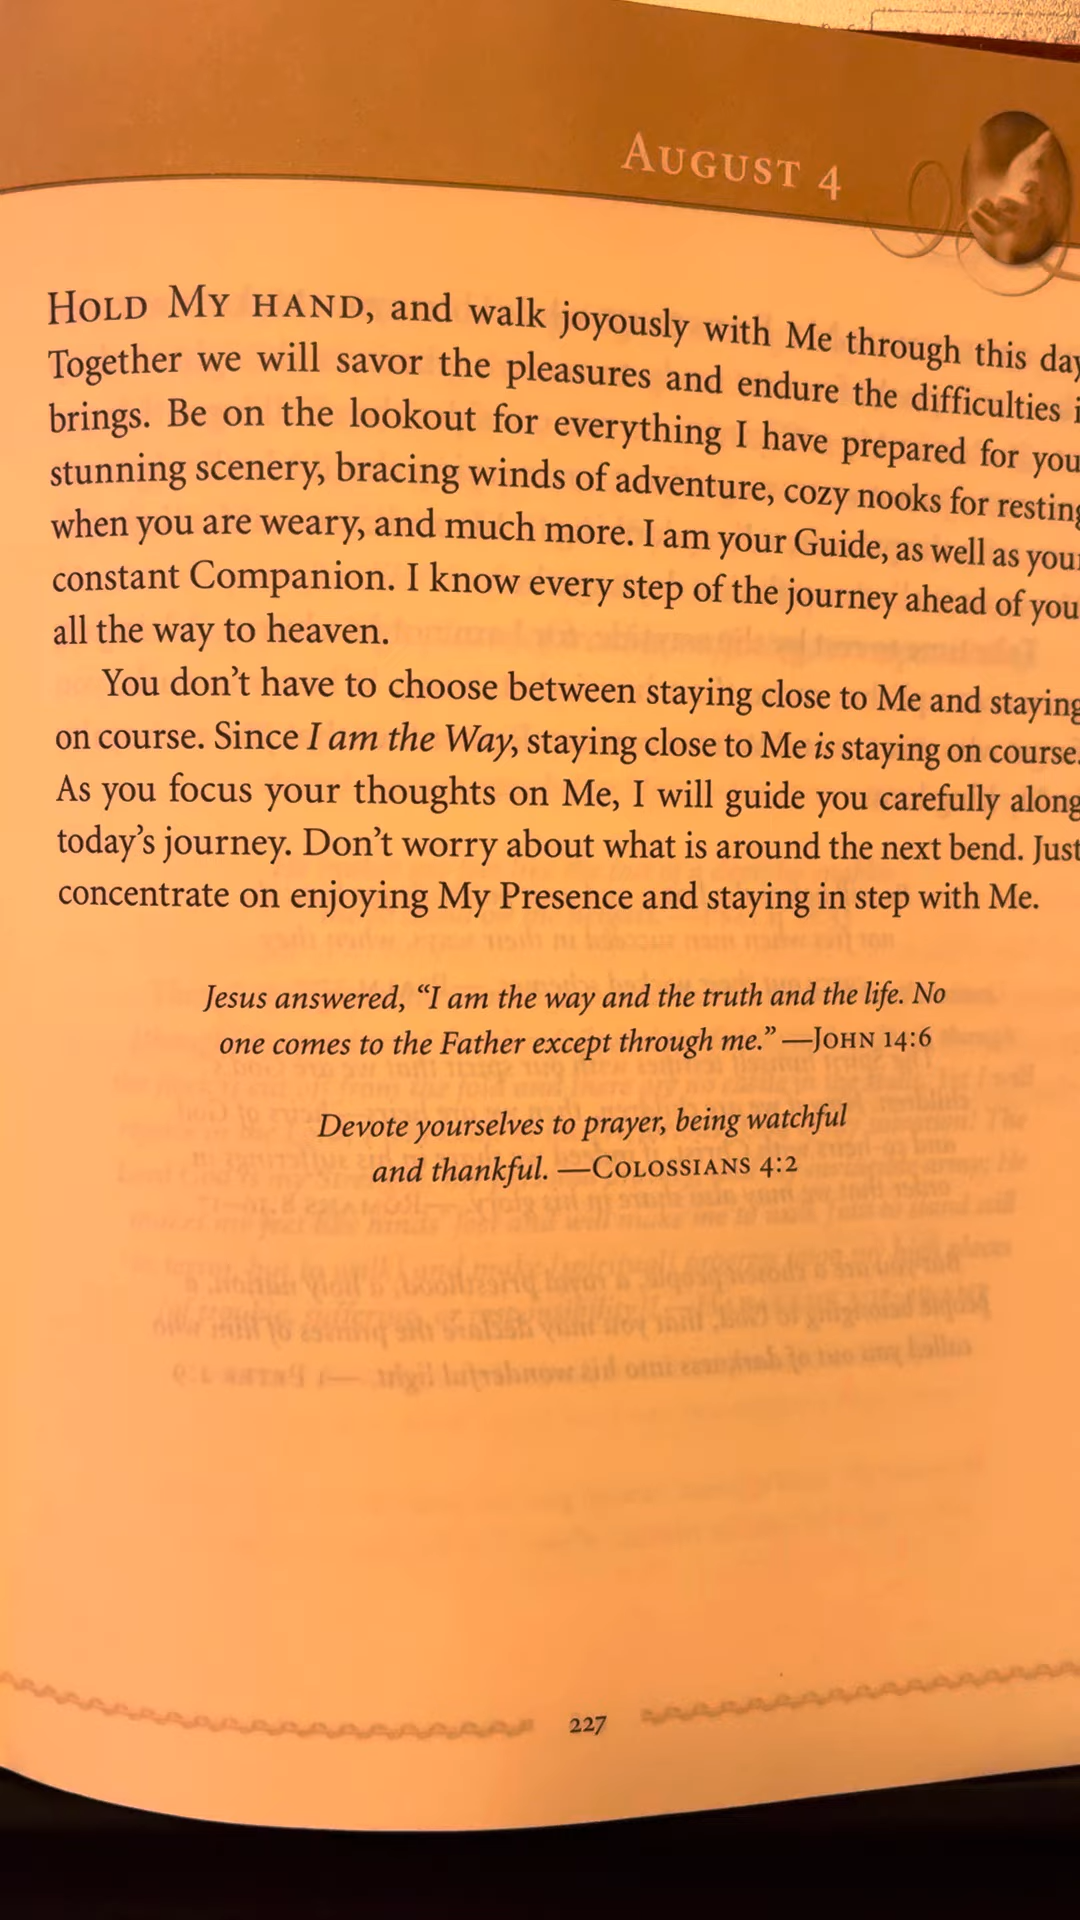 AUGUST 4
HOLD MY HAND, and walk joyously with Me through this day
Together we will savor the pleasures and endure the difficulties i
brings. Be on the lookout for everything I have prepared for you
stunning scenery, bracing winds of adventure, cozy nooks for resting
when you are weary, and much more. I am your Guide, as well as your
constant Companion. I know every step of the journey ahead of you
all the way to heaven.
You don't have to choose between staying close to Me and staying
on course. Since I am the Way, staying close to Me is staying on course.
As you focus your thoughts on Me, I will guide you carefully along
today's journey. Don't worry about what is around the next bend. Just
concentrate on enjoying My Presence and staying in step with Me.
Jesus answered, “I am the way and the truth and the life. No
one comes to the Father except through me.” —JOHN 14:6
Devote yourselves to prayer, being watchful
and thankful. —COLOSSIANS 4:2
227